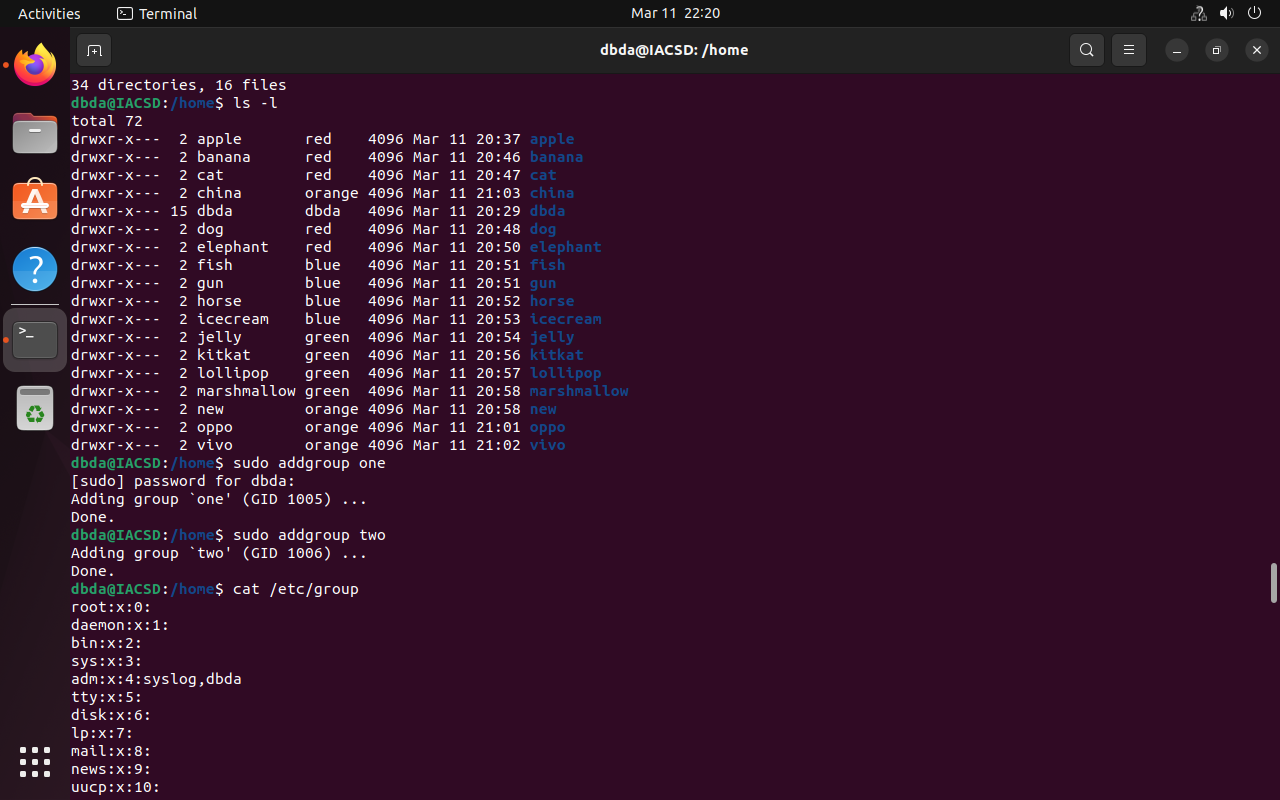 Activities Terminal Mar 11 22:20
dbda@IACSD: /home
34 directories, 16 files
dbda@IACSD:/home$ ls -l
total 72
drwxr-x---  2 apple       red    4096 Mar 11 20:37 apple
drwxr-x---  2 banana      red    4096 Mar 11 20:46 banana
drwxr-x---  2 cat         red    4096 Mar 11 20:47 cat
drwxr-x---  2 china       orange 4096 Mar 11 21:03 china
drwxr-x--- 15 dbda        dbda   4096 Mar 11 20:29 dbda
drwxr-x---  2 dog         red    4096 Mar 11 20:48 dog
drwxr-x---  2 elephant    red    4096 Mar 11 20:50 elephant
drwxr-x---  2 fish        blue   4096 Mar 11 20:51 fish
drwxr-x---  2 gun         blue   4096 Mar 11 20:51 gun
drwxr-x---  2 horse       blue   4096 Mar 11 20:52 horse
drwxr-x---  2 icecream    blue   4096 Mar 11 20:53 icecream
drwxr-x---  2 jelly       green  4096 Mar 11 20:54 jelly
drwxr-x---  2 kitkat      green  4096 Mar 11 20:56 kitkat
drwxr-x---  2 lollipop    green  4096 Mar 11 20:57 lollipop
drwxr-x---  2 marshmallow green  4096 Mar 11 20:58 marshmallow
drwxr-x---  2 new         orange 4096 Mar 11 20:58 new
drwxr-x---  2 oppo        orange 4096 Mar 11 21:01 oppo
drwxr-x---  2 vivo        orange 4096 Mar 11 21:02 vivo
dbda@IACSD:/home$ sudo addgroup one
[sudo] password for dbda:
Adding group `one' (GID 1005) ...
Done.
dbda@IACSD:/home$ sudo addgroup two
Adding group `two' (GID 1006) ...
Done.
dbda@IACSD:/home$ cat /etc/group
root:x:0:
daemon:x:1:
bin:x:2:
sys:x:3:
adm:x:4:syslog,dbda
tty:x:5:
disk:x:6:
lp:x:7:
mail:x:8:
news:x:9:
uucp:x:10: